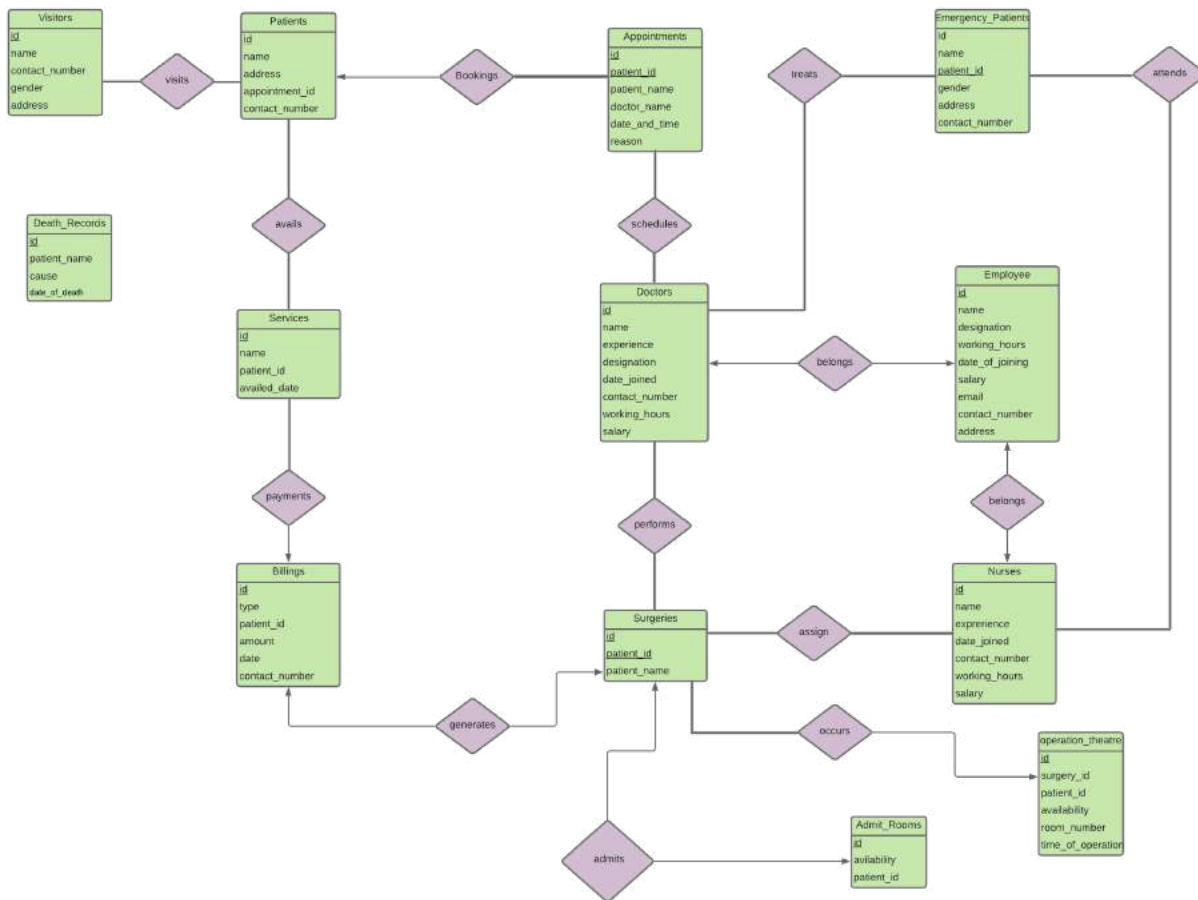 Visitors
id
name
contact_number
gender
address
visits
Patients
id
name
address
appointment_id
contact_number
Bookings
Appointments
id
patient_id
patient_name
doctor_name
date_and_time
reason
treats
Emergency_Patients
id
name
patient_id
gender
address
contact_number
attends
Death_Records
id
patient_name
cause
date_of_death
avails
schedules
Services
id
name
patient_id
availed_date
Doctors
id
name
experience
designation
date_joined
contact_number
working_hours
salary
belongs
Employee
id
name
designation
working_hours
date_of_joining
salary
email
contact_number
address
payments
performs
belongs
Billings
id
type
patient_id
amount
date
contact_number
Surgeries
id
patient_id
patient_name
assign
Nurses
id
name
exprerience
date_joined
contact_number
working_hours
salary
generates
occurs
operation_theatre
id
surgery_id
patient_id
availability
room_number
time_of_operation
admits
Admit_Rooms
id
avilability
patient_id